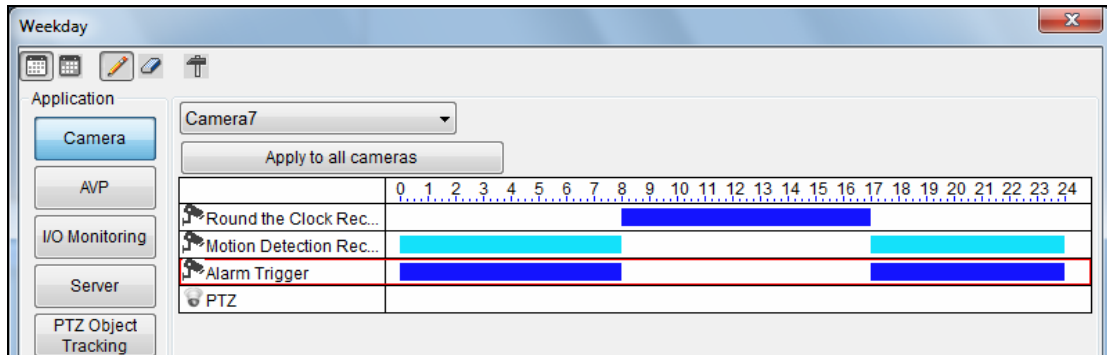 Weekday
Application
Camera
AVP
I/O Monitoring
Server
PTZ Object
Tracking
Camera7
Apply to all cameras
0 1 2 3 4 5 6 7 8 9 10 11 12 13 14 15 16 17 18 19 20 21 22 23 24
Round the Clock Rec...
Motion Detection Rec...
Alarm Trigger
PTZ